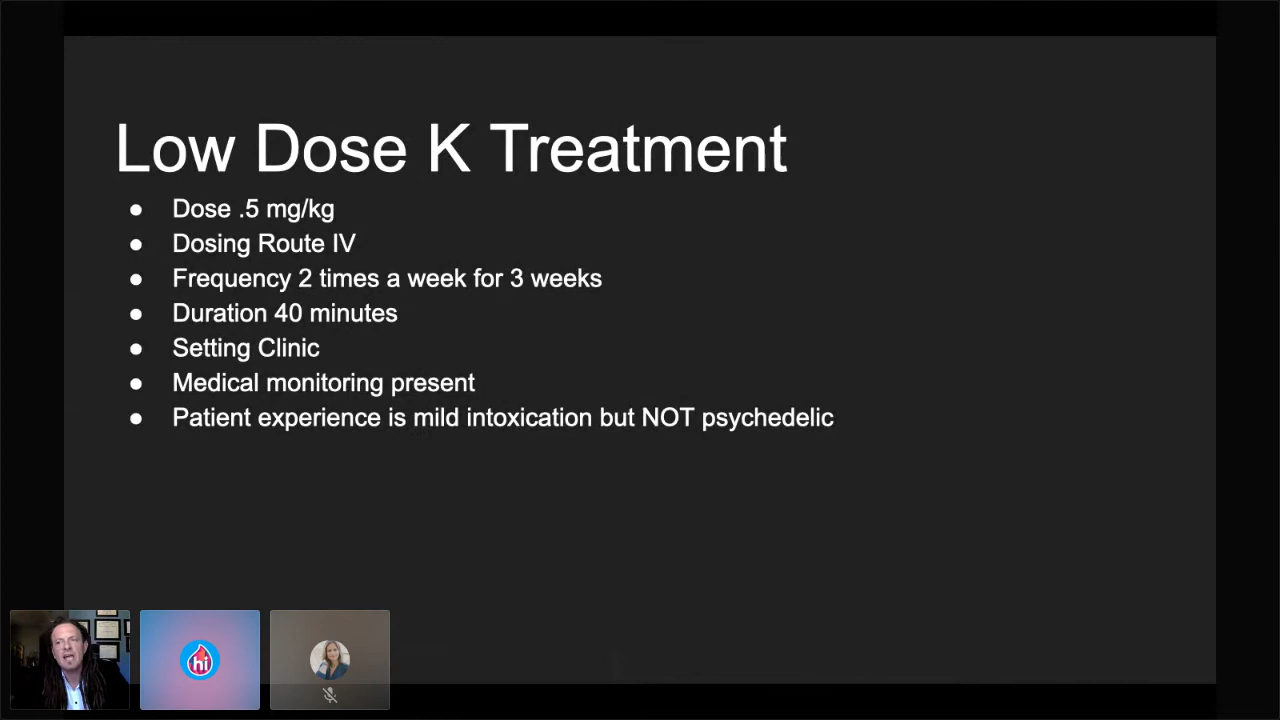 Low Dose K Treatment
● Dose .5 mg/kg
● Dosing Route IV
● Frequency 2 times a week for 3 weeks
● Duration 40 minutes
● Setting Clinic
● Medical monitoring present
● Patient experience is mild intoxication but NOT psychedelic
hi